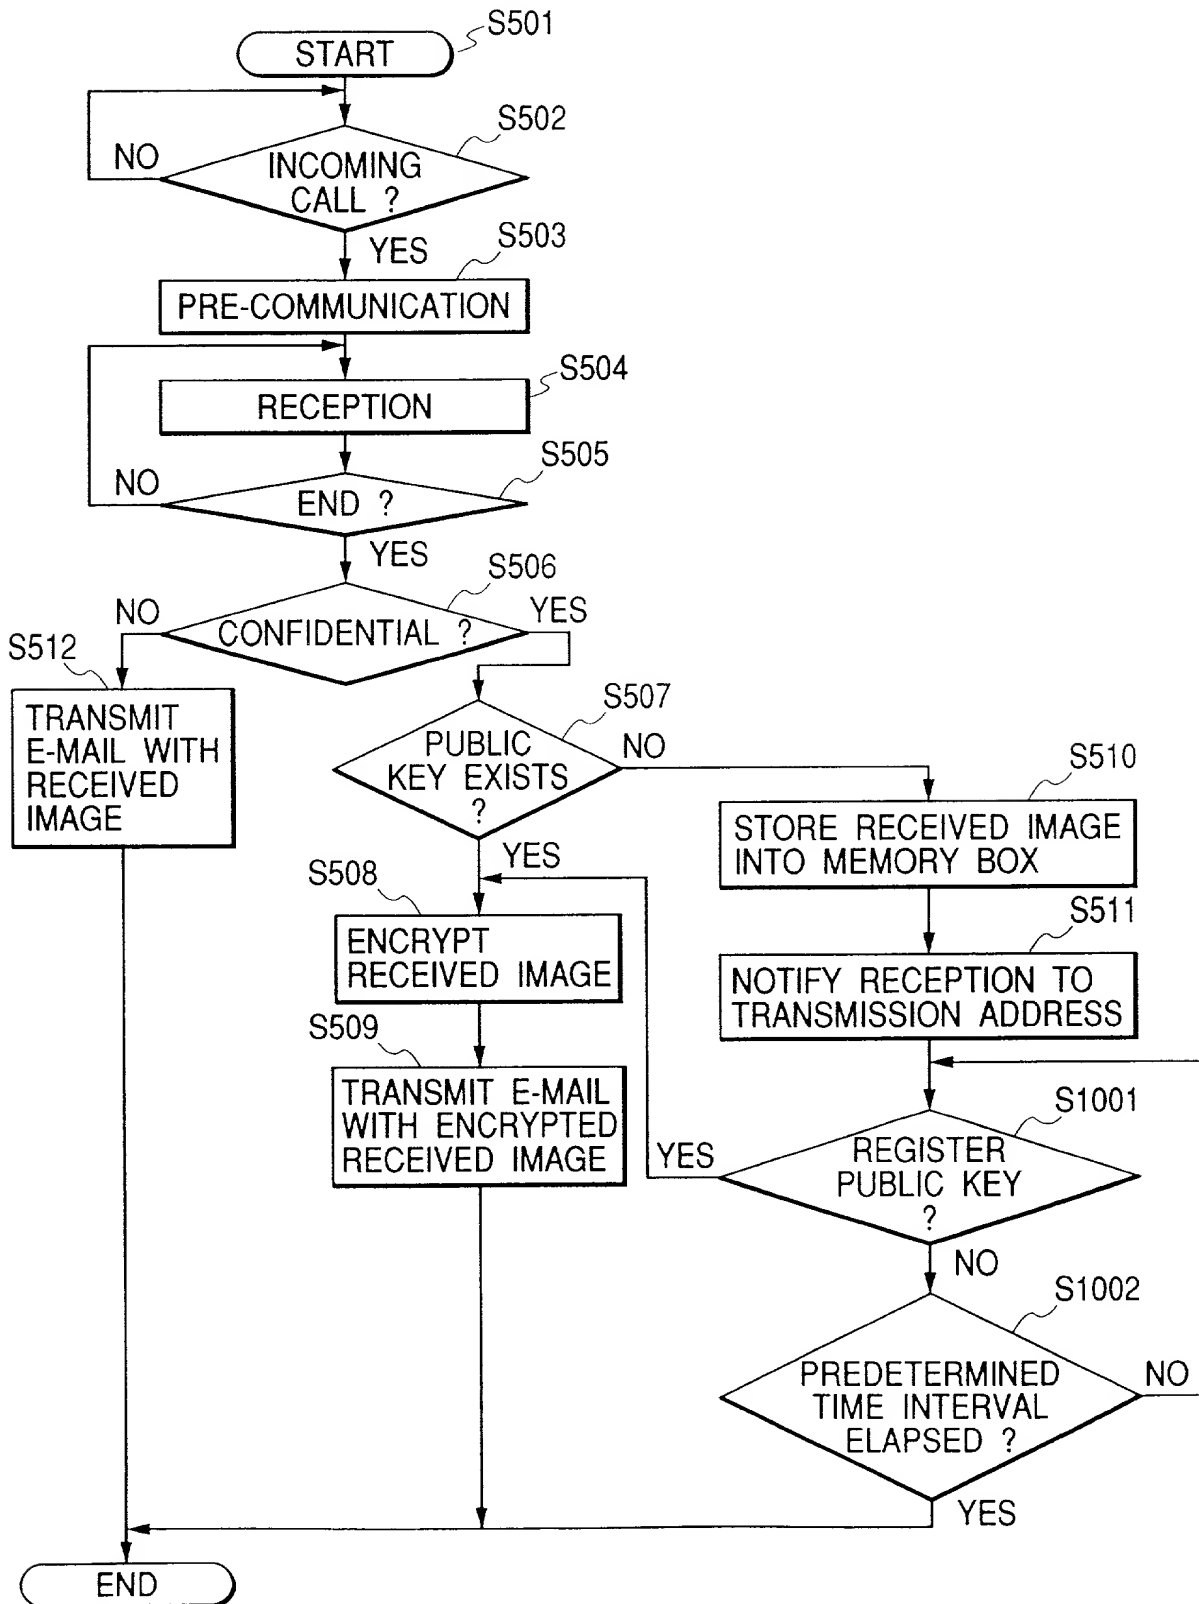 S501
START
S502
NO
INCOMING
CALL ?
YES
S503
PRE-COMMUNICATION
S504
RECEPTION
S505
NO
END ?
YES
S506
NO
CONFIDENTIAL ?
YES
S512
TRANSMIT
E-MAIL WITH
RECEIVED
IMAGE
S507
PUBLIC
KEY EXISTS
?
NO
YES
S510
STORE RECEIVED IMAGE
INTO MEMORY BOX
S508
ENCRYPT
RECEIVED IMAGE
S511
NOTIFY RECEPTION TO
TRANSMISSION ADDRESS
S509
TRANSMIT E-MAIL
WITH ENCRYPTED
RECEIVED IMAGE
S1001
YES
REGISTER
PUBLIC KEY
?
NO
S1002
PREDETERMINED
TIME INTERVAL
ELAPSED ?
NO
YES
END